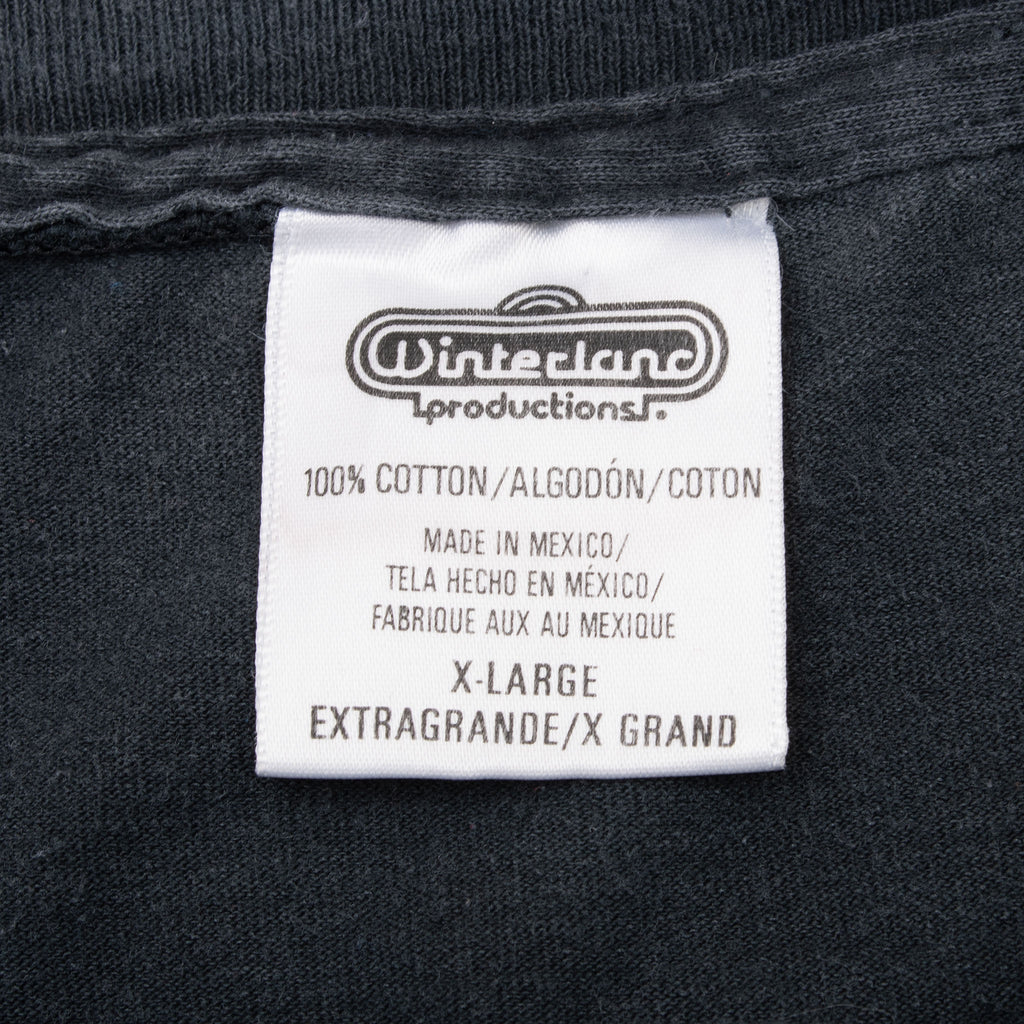 Winterland
productions.
100% COTTON/ALGODÓN/COTON
MADE IN MEXICO/
TELA HECHO EN MÉXICO/
FABRIQUE AUX AU MEXIQUE
X-LARGE
EXTRAGRANDE/X GRAND